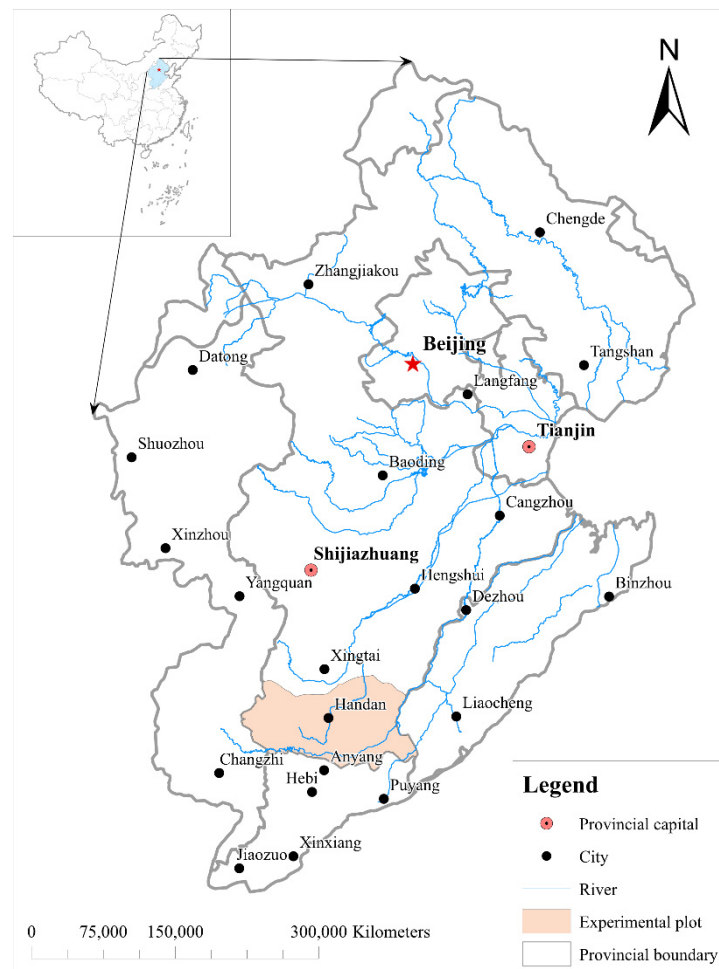 N
Chengde
Zhangjiakou
Beijing
Datong
Tangshan
Langfang
Tianjin
Shuozhou
Baoding
Cangzhou
Xinzhou
Shijiazhuang
Yangquan
Hengshui
Binzhou
Dezhou
Xingtai
Handan
Liaocheng
Anyang
Changzhi
Hebi
Puyang
Xinxiang
Jiaozuo
Legend
Provincial capital
City
River
Experimental plot
Provincial boundary
0 75,000 150,000 300,000 Kilometers